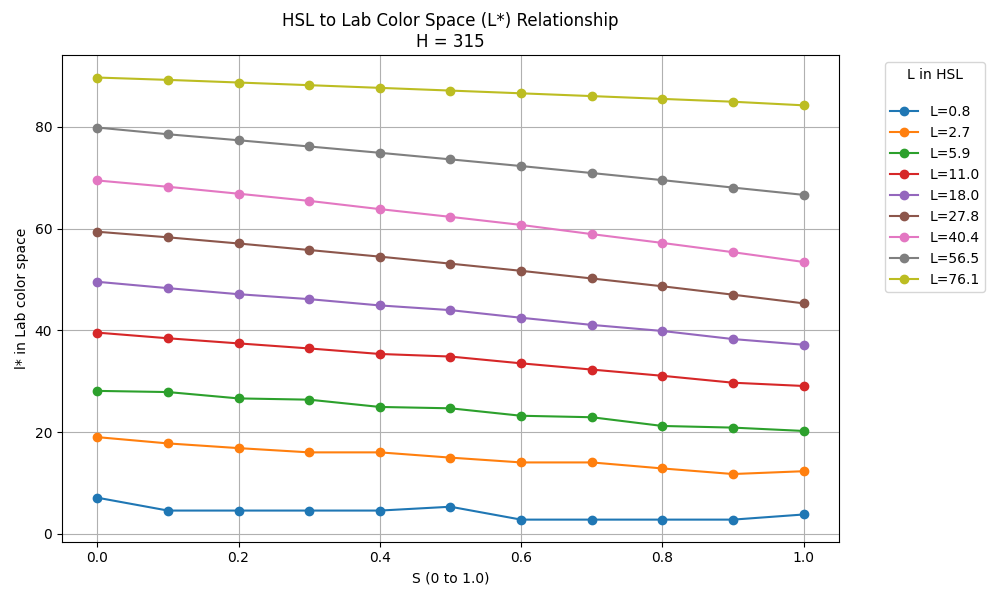 HSL to Lab Color Space (L*) Relationship
H = 315
L in HSL
L=0.8
L=2.7
L=5.9
L=11.0
L=18.0
L=27.8
L=40.4
L=56.5
L=76.1
l* in Lab color space
80
60
40
20
0
0.0 0.2 0.4 0.6 0.8 1.0
S (0 to 1.0)